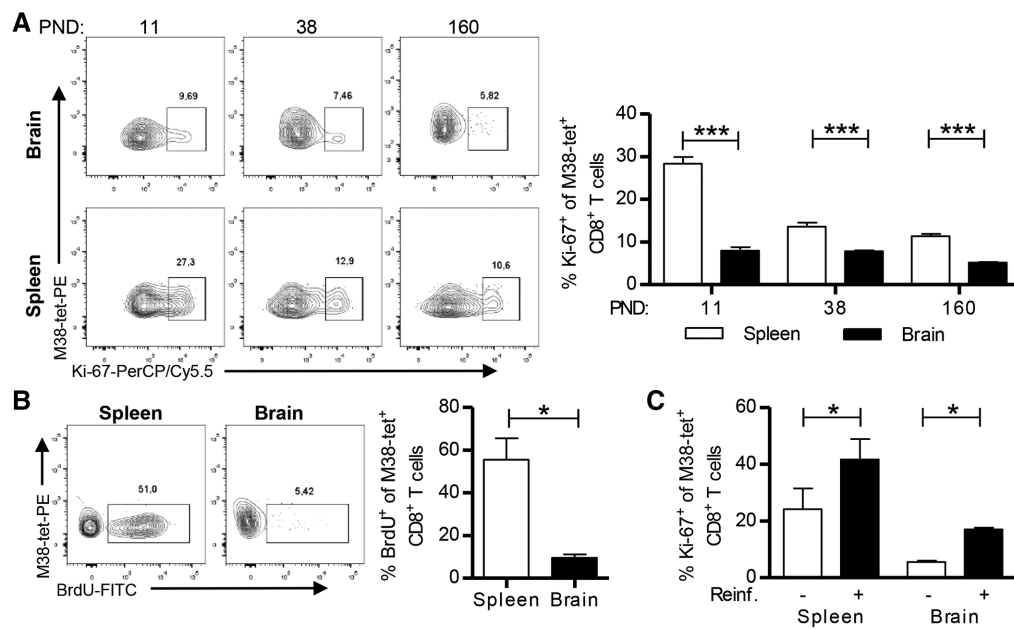 A PND: 11 38 160
Brain
9,69 7,46 5,82
Spleen
27,3 12,9 10,6
M38-tet-PE
Ki-67-PerCP/Cy5.5
% Ki-67+ of M38-tet+
CD8+ T cells
40
30
20
10
0
*** *** ***
PND: 11 38 160
Spleen Brain
B Spleen Brain
M38-tet-PE
51,0 5,42
BrdU-FITC
% BrdU+ of M38-tet+
CD8+ T cells
80
60
40
20
0
*
Spleen Brain
C
% Ki-67+ of M38-tet+
CD8+ T cells
60
40
20
0
* *
Reinf. - + - +
Spleen Brain